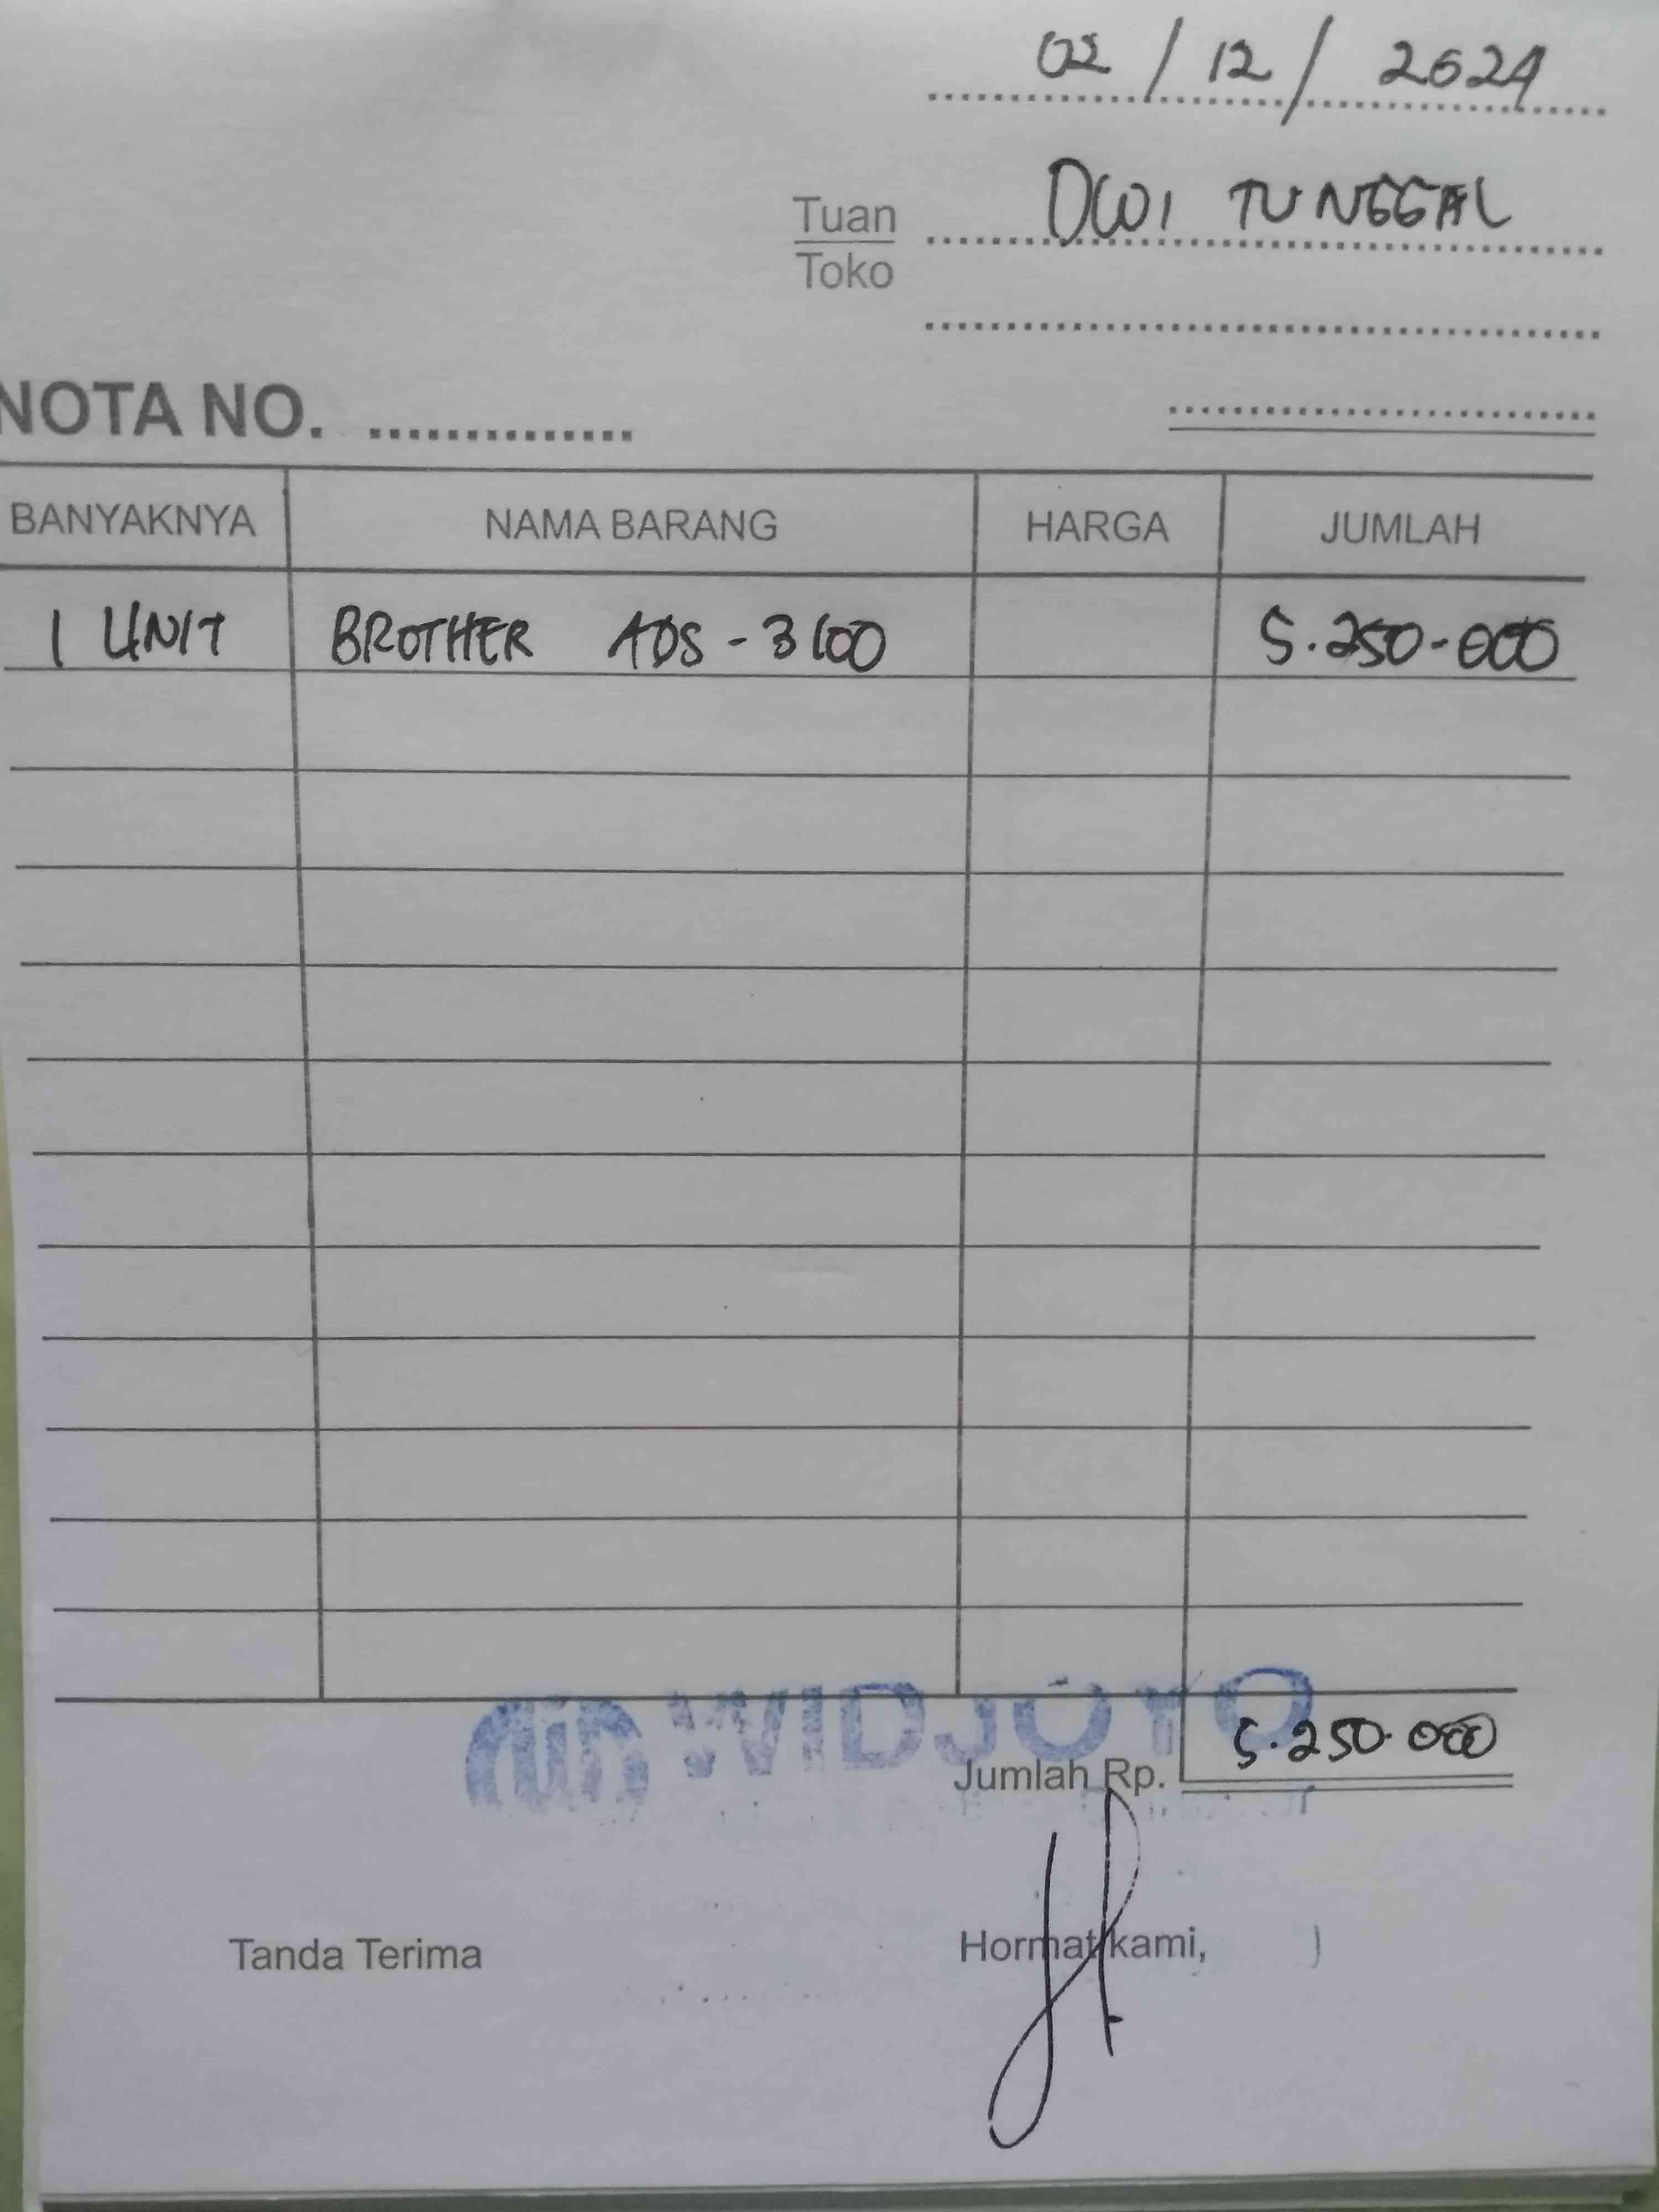 02 / 12 / 2024
Tuan DWI TUNGGAL
Toko
NOTA NO. ...............
BANYAKNYA NAMA BARANG HARGA JUMLAH
1 UNIT BROTHER ADS - 3100 5.250-000
WIDJOYO
Jumlah Rp. 5.250.000
Tanda Terima Hormat kami,